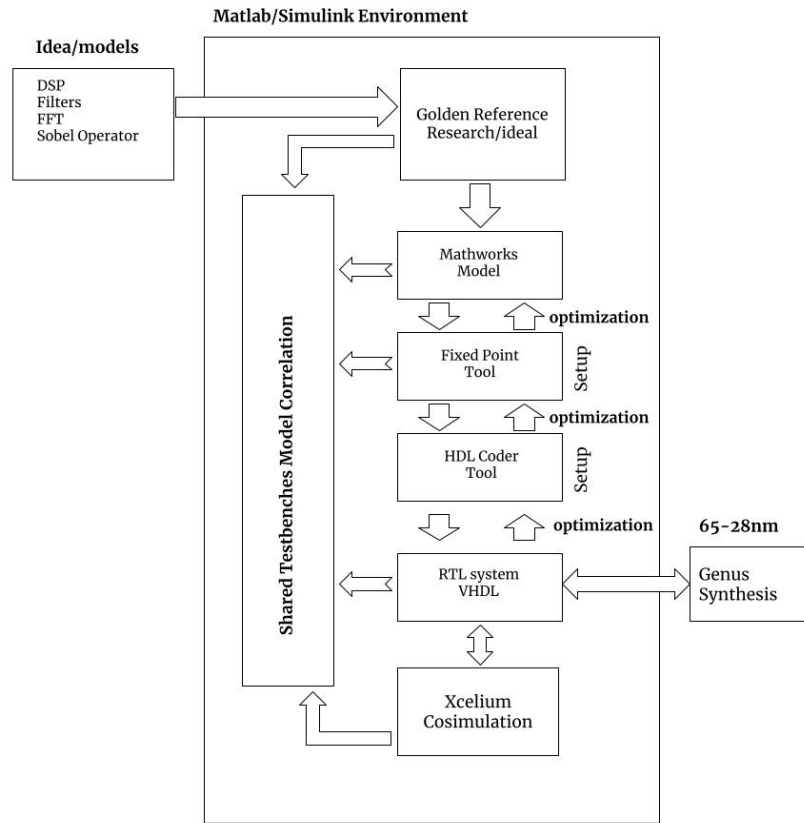 Matlab/Simulink Environment
Idea/models
DSP
Filters
FFT
Sobel Operator
Golden Reference
Research/ideal
Shared Testbenches Model Correlation
Mathworks
Model
optimization
Fixed Point
Tool
Setup
optimization
HDL Coder
Tool
Setup
optimization
65-28nm
RTL system
VHDL
Genus
Synthesis
Xcelium
Cosimulation